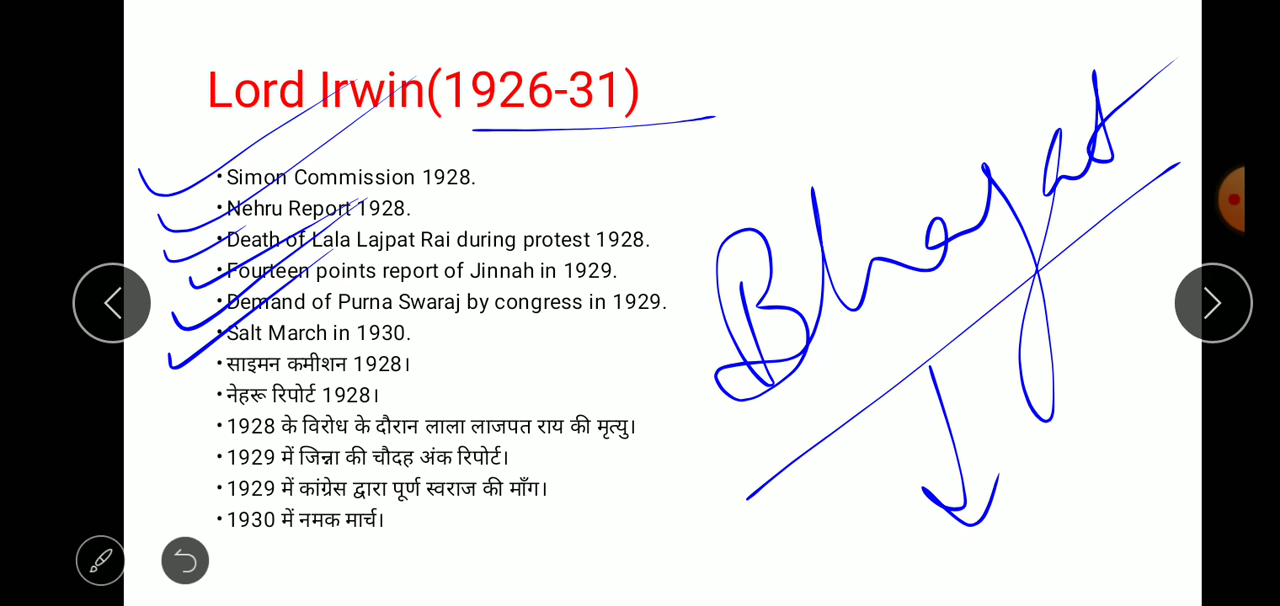 Lord Irwin(1926-31)
•Simon Commission 1928.
•Nehru Report 1928.
•Death of Lala Lajpat Rai during protest 1928.
•Fourteen points report of Jinnah in 1929.
•Demand of Purna Swaraj by congress in 1929.
•Salt March in 1930.
•साइमन कमीशन 1928।
•नेहरू रिपोर्ट 1928।
•1928 के विरोध के दौरान लाला लाजपत राय की मृत्यु।
•1929 में जिन्ना की चौदह अंक रिपोर्ट।
•1929 में कांग्रेस द्वारा पूर्ण स्वराज की माँग।
•1930 में नमक मार्च।
Bhagat